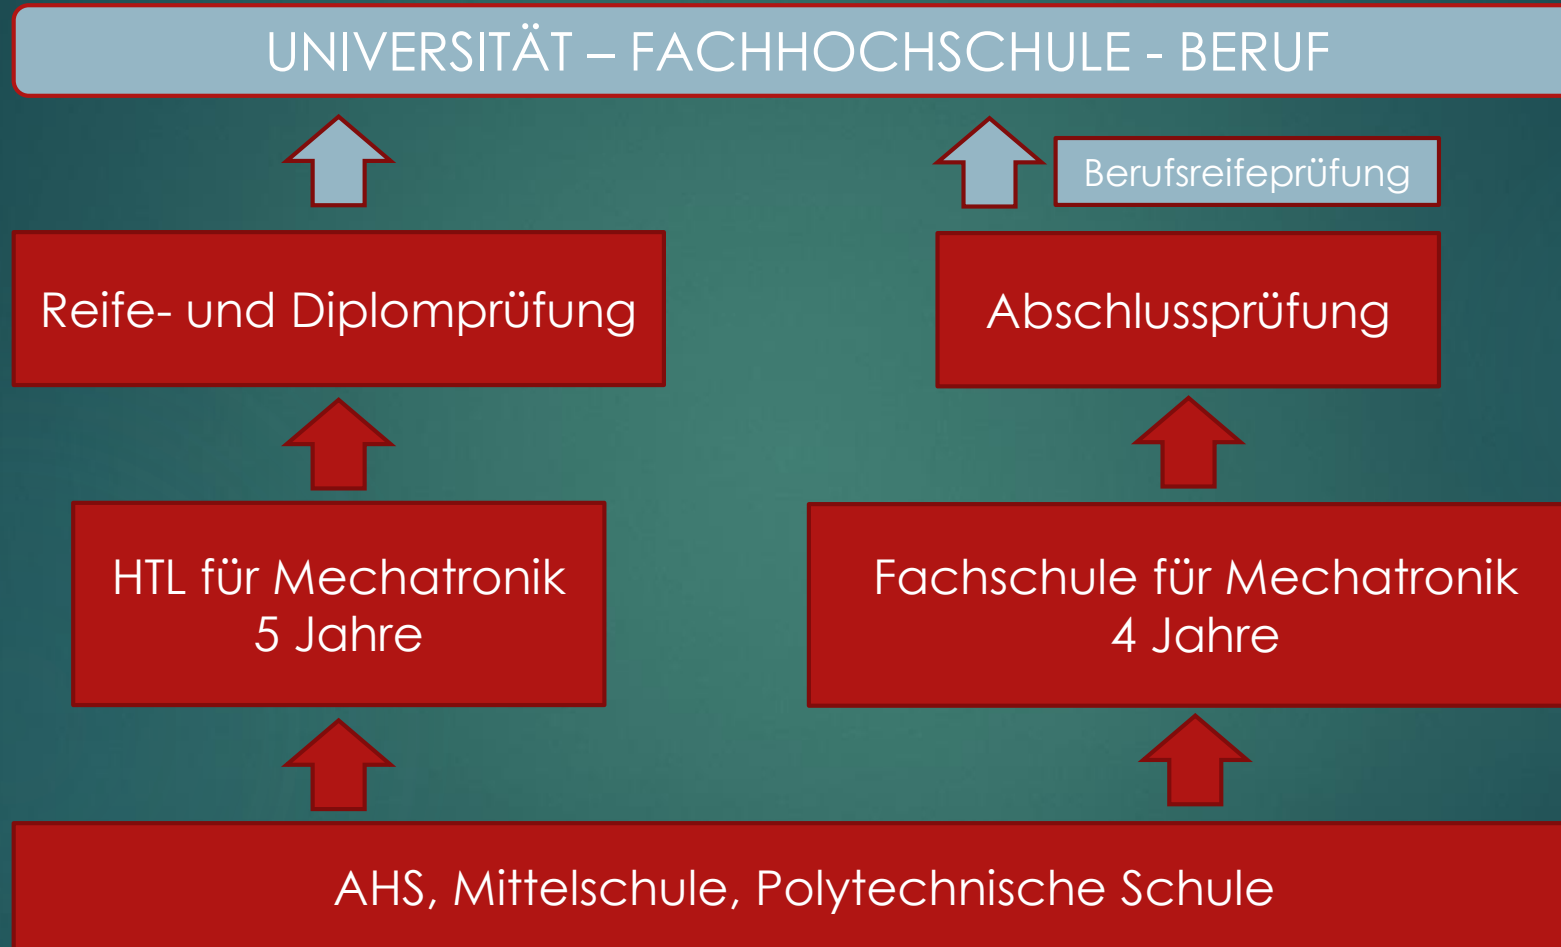 UNIVERSITÄT – FACHHOCHSCHULE - BERUF
Berufsreifeprüfung
Reife- und Diplomprüfung
Abschlussprüfung
HTL für Mechatronik
5 Jahre
Fachschule für Mechatronik
4 Jahre
AHS, Mittelschule, Polytechnische Schule